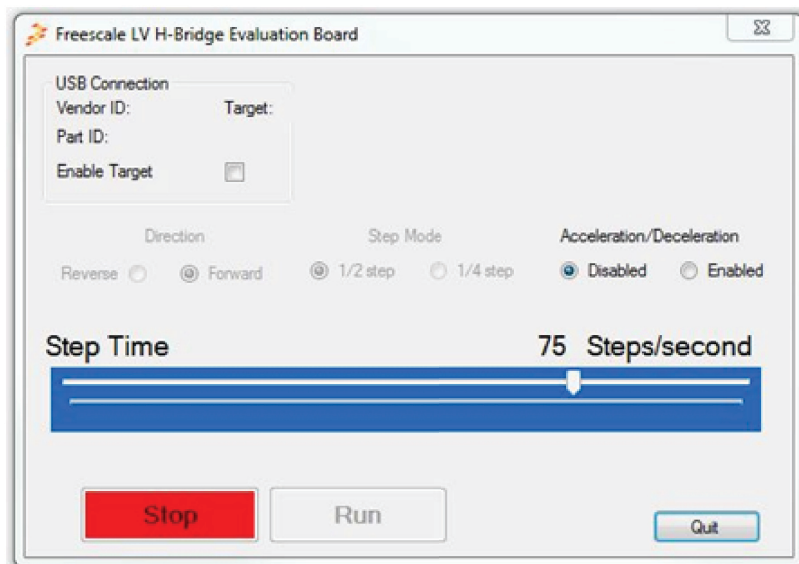 Freescale LV H-Bridge Evaluation Board
USB Connection
Vendor ID: Target:
Part ID:
Enable Target
Direction Step Mode Acceleration/Deceleration
Reverse Forward 1/2 step 1/4 step Disabled Enabled
Step Time 75 Steps/second
Stop Run
Quit